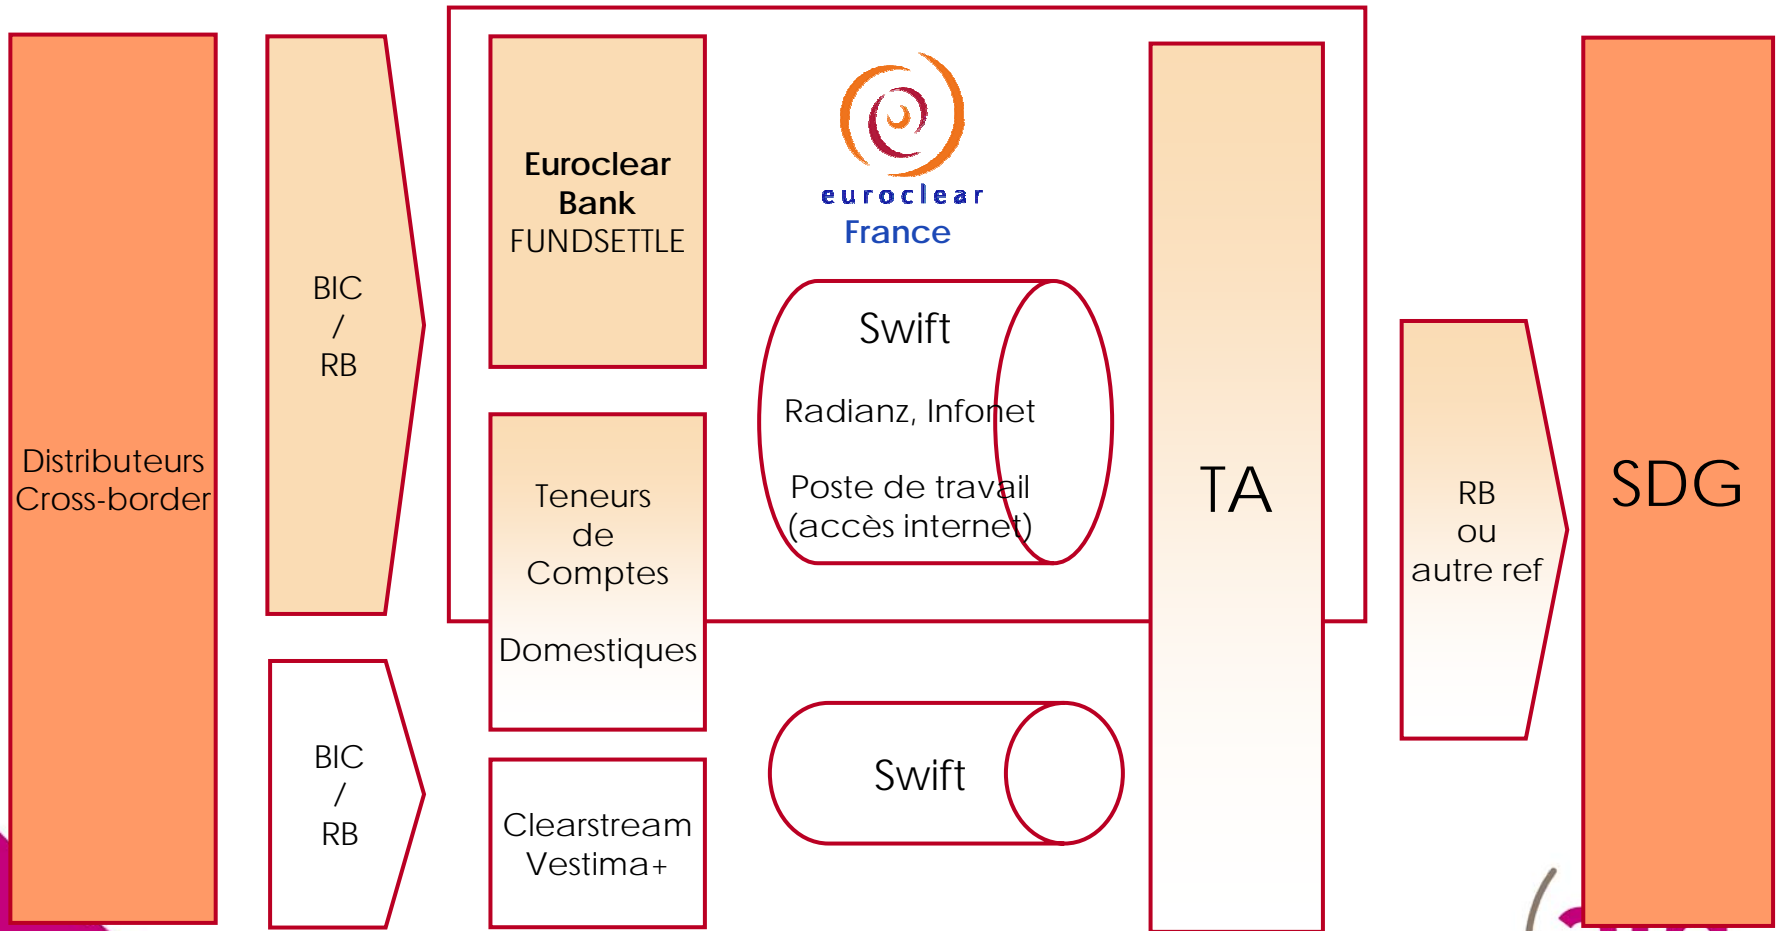 Distributeurs
Cross-border
BIC
/
RB
BIC
/
RB
Euroclear
Bank
FUNDSETTLE
Teneurs
de
Comptes
Domestiques
Clearstream
Vestima+
euroclear
France
Swift
Radianz, Infonet
Poste de travail
(accès internet)
Swift
TA
RB
ou
autre ref
SDG